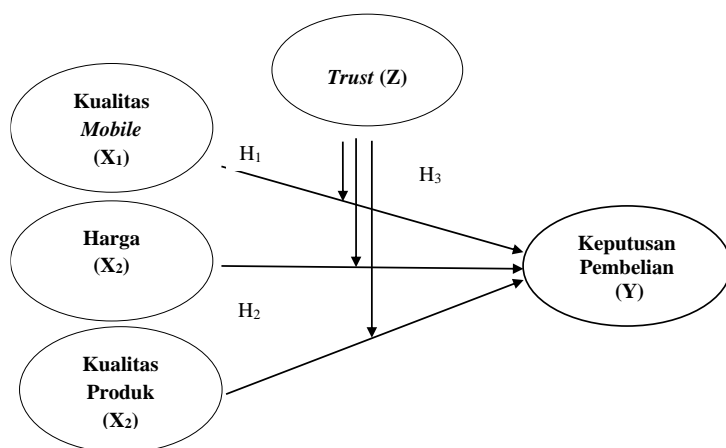 Trust (Z)
Kualitas
Mobile
(X₁)
H₁
H₃
Harga
(X₂)
Keputusan
Pembelian
(Y)
H₂
Kualitas
Produk
(X₂)